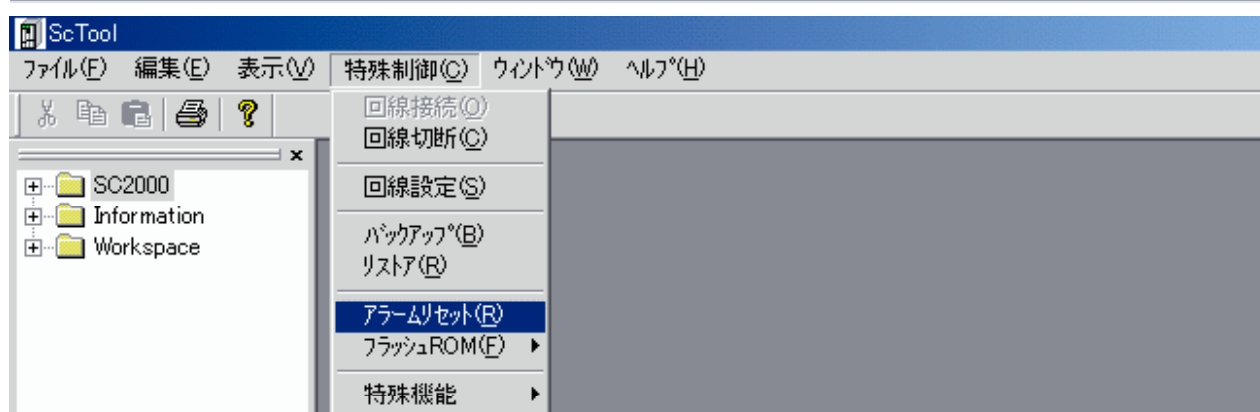 ScTool
ﾌｧｲﾙ(F) 編集(E) 表示(V) 特殊制御(C) ｳｨﾝﾄﾞｳ(W) ﾍﾙﾌﾟ(H)
回線接続(O)
回線切断(C)
SC2000
回線設定(S)
Information
ﾊﾞｯｸｱｯﾌﾟ(B)
Workspace
ﾘｽﾄｱ(R)
ｱﾗｰﾑﾘｾｯﾄ(R)
ﾌﾗｯｼｭROM(F)
特殊機能